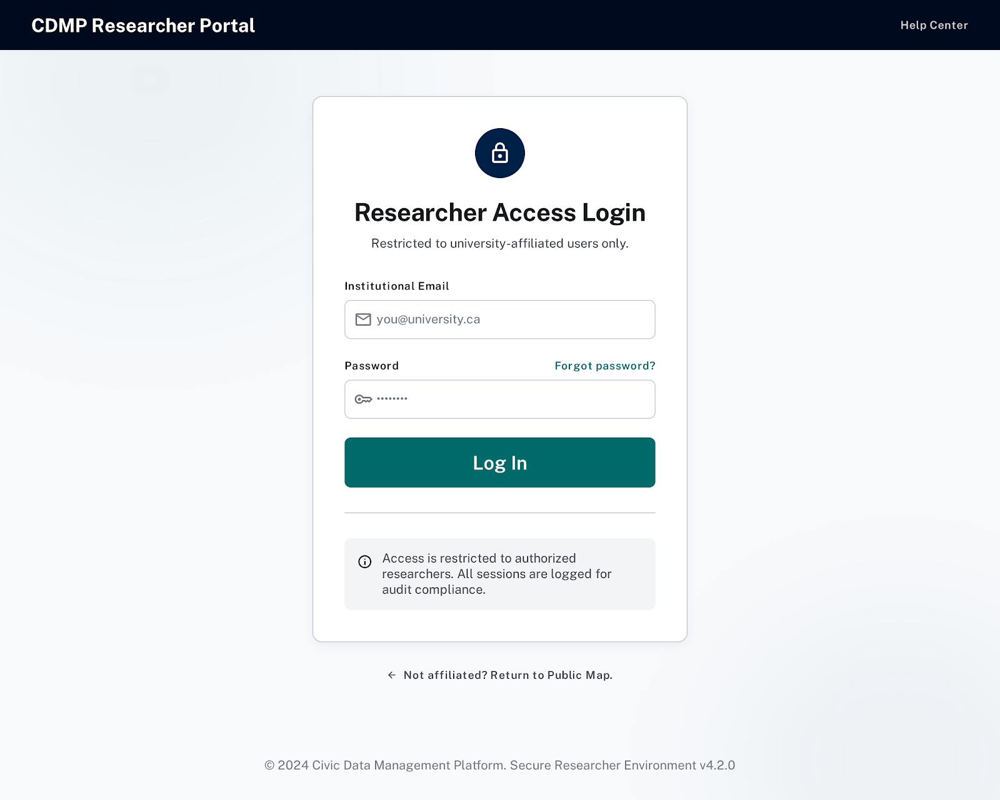 CDMP Researcher Portal
Help Center
Researcher Access Login
Restricted to university-affiliated users only.
Institutional Email
you@university.ca
Password
Forgot password?
••••••••
Log In
Access is restricted to authorized
researchers. All sessions are logged for
audit compliance.
← Not affiliated? Return to Public Map.
© 2024 Civic Data Management Platform. Secure Researcher Environment v4.2.0